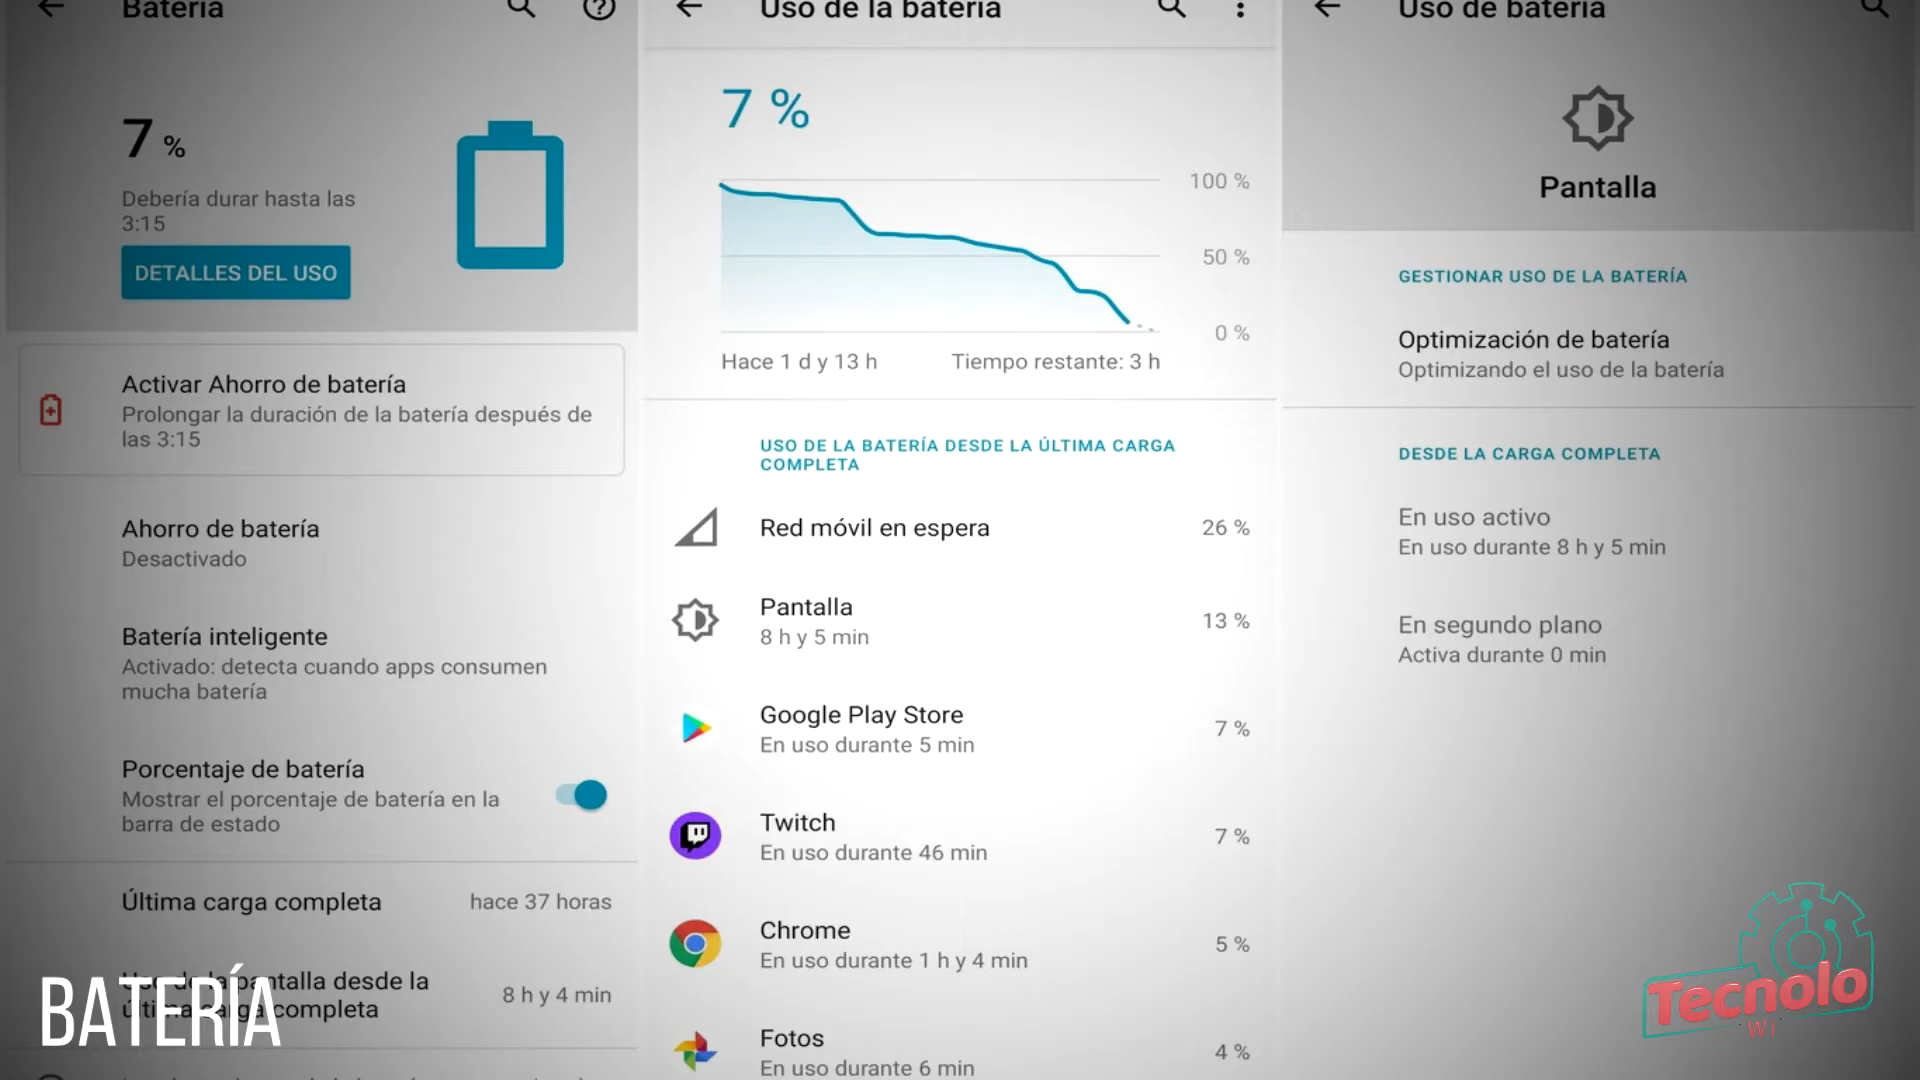 Batería
7 %
Debería durar hasta las
3:15
DETALLES DEL USO
Activar Ahorro de batería
Prolongar la duración de la batería después de
las 3:15
Ahorro de batería
Desactivado
Batería inteligente
Activado: detecta cuando apps consumen
mucha batería
Porcentaje de batería
Mostrar el porcentaje de batería en la
barra de estado
Última carga completa
hace 37 horas
Uso de la pantalla desde la
última carga completa
8 h y 4 min
BATERÍA
Uso de la batería
7 %
100 %
50 %
0 %
Hace 1 d y 13 h
Tiempo restante: 3 h
USO DE LA BATERÍA DESDE LA ÚLTIMA CARGA
COMPLETA
Red móvil en espera
26 %
Pantalla
8 h y 5 min
13 %
Google Play Store
En uso durante 5 min
7 %
Twitch
En uso durante 46 min
7 %
Chrome
En uso durante 1 h y 4 min
5 %
Fotos
En uso durante 6 min
4 %
Uso de batería
Pantalla
GESTIONAR USO DE LA BATERÍA
Optimización de batería
Optimizando el uso de la batería
DESDE LA CARGA COMPLETA
En uso activo
En uso durante 8 h y 5 min
En segundo plano
Activa durante 0 min
Tecnolo
Wi